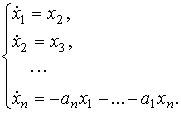 ẋ₁ = x₂ ,
ẋ₂ = x₃ ,
...
ẋₙ = −aₙx₁ − ... − a₁xₙ.